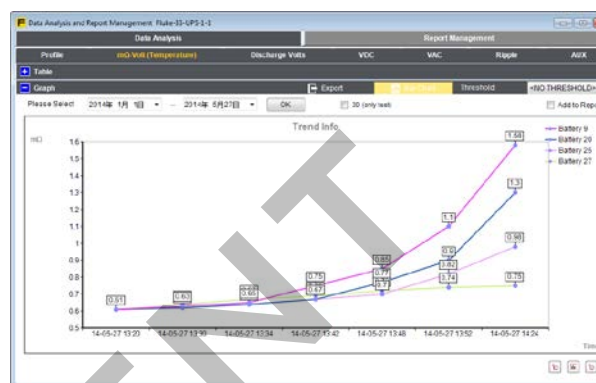 Data Analysis and Report Management Fluke-SS-UPS-1-1
Data Analysis Report Management
Profile mΩ-Volt (Temperature) Discharge Volts VDC VAC Ripple AUX
Table
Graph Export Threshold <NO THRESHOLD>
Please Select 2014年 1月 1日 — 2014年 5月27日 OK 3D (only Add to Repo
Trend Info
mΩ
1.6
1.5
1.4
1.3
1.2
1.1
1
0.9
0.8
0.7
0.6
0.5
0.61
0.63
0.65
0.75
0.67
0.85
0.77
0.7
1.1
0.9
0.82
0.74
1.58
1.3
0.98
0.75
14-05-27 13:23 14-05-27 13:30 14-05-27 13:34 14-05-27 13:42 14-05-27 13:48 14-05-27 13:52 14-05-27 14:24
Battery 9
Battery 26
Battery 25
Battery 27
Time